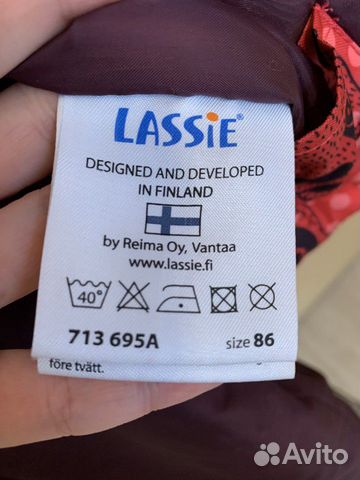 LASSiE®
DESIGNED AND DEVELOPED
IN FINLAND
by Reima Oy, Vantaa
www.lassie.fi
40°
713 695A size 86
före tvätt.
Avito